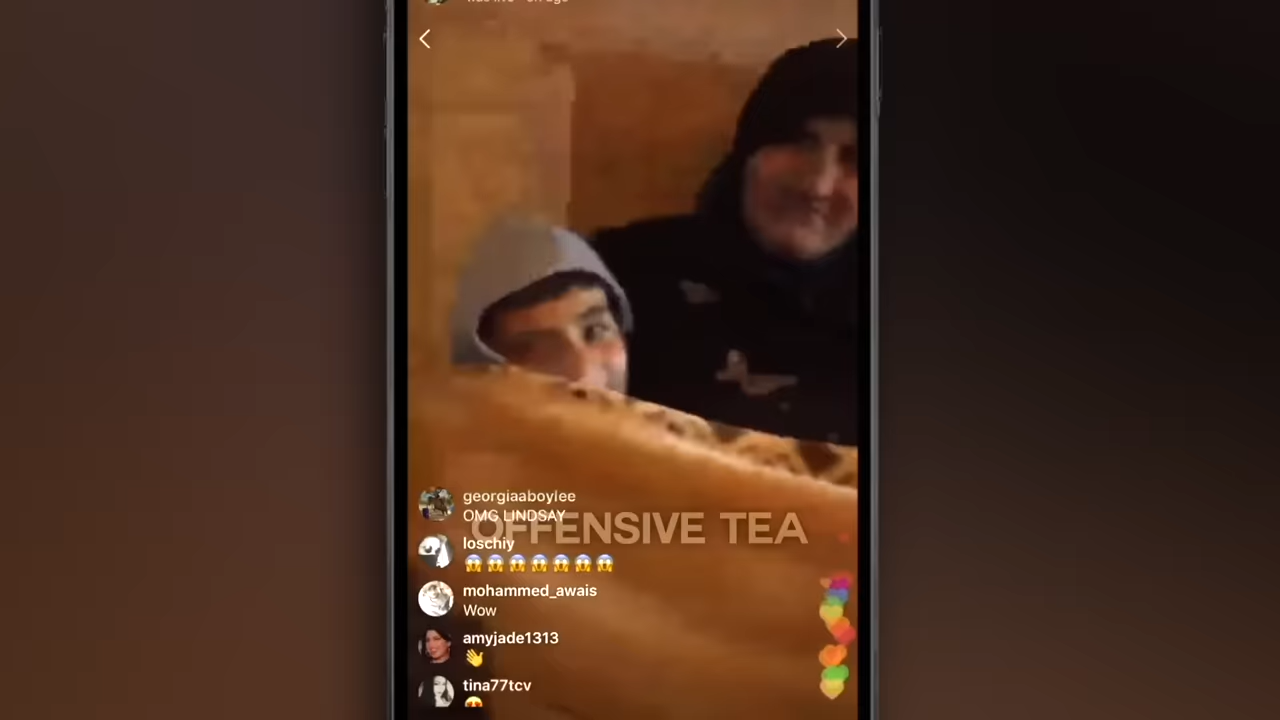 georgiaaboylee
OMG LINDSAY
OFFENSIVE TEA
loschiy
😱😱😱😱😱😱😱
mohammed_awais
Wow
amyjade1313
👋
tina77tcv
😍